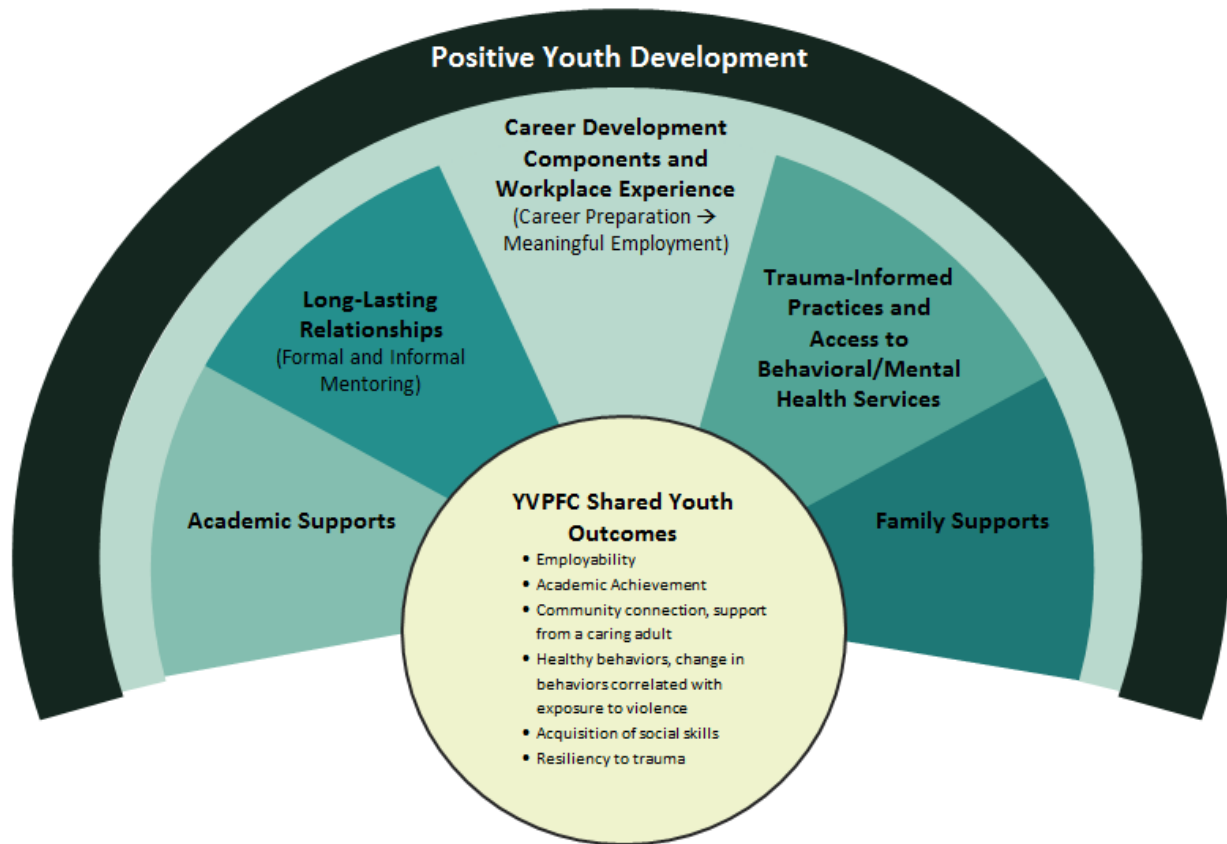 Positive Youth Development
Career Development
Components and
Workplace Experience
(Career Preparation →
Meaningful Employment)
Long-Lasting
Relationships
(Formal and Informal
Mentoring)
Trauma-Informed
Practices and
Access to
Behavioral/Mental
Health Services
Academic Supports
Family Supports
YVPFC Shared Youth
Outcomes
• Employability
• Academic Achievement
• Community connection, support
from a caring adult
• Healthy behaviors, change in
behaviors correlated with
exposure to violence
• Acquisition of social skills
• Resiliency to trauma